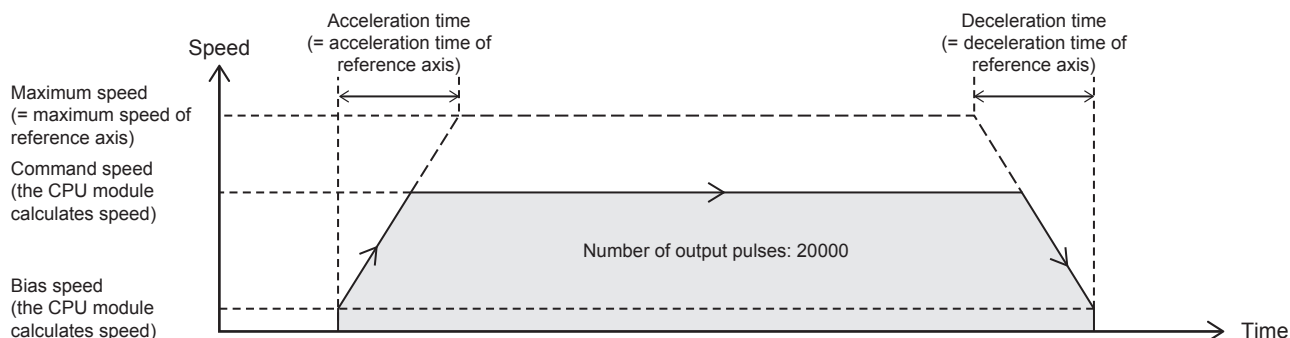 Acceleration time
(= acceleration time of
reference axis)
Deceleration time
(= deceleration time of
reference axis)
Speed
Maximum speed
(= maximum speed of
reference axis)
Command speed
(the CPU module
calculates speed)
Number of output pulses: 20000
Bias speed
(the CPU module
calculates speed)
Time